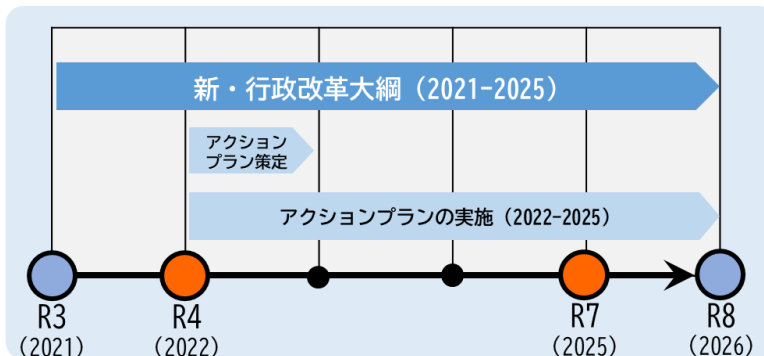 新・行政改革大綱（2021-2025）
アクション
プラン策定
アクションプランの実施（2022-2025）
R3
（2021）
R4
（2022）
R7
（2025）
R8
（2026）